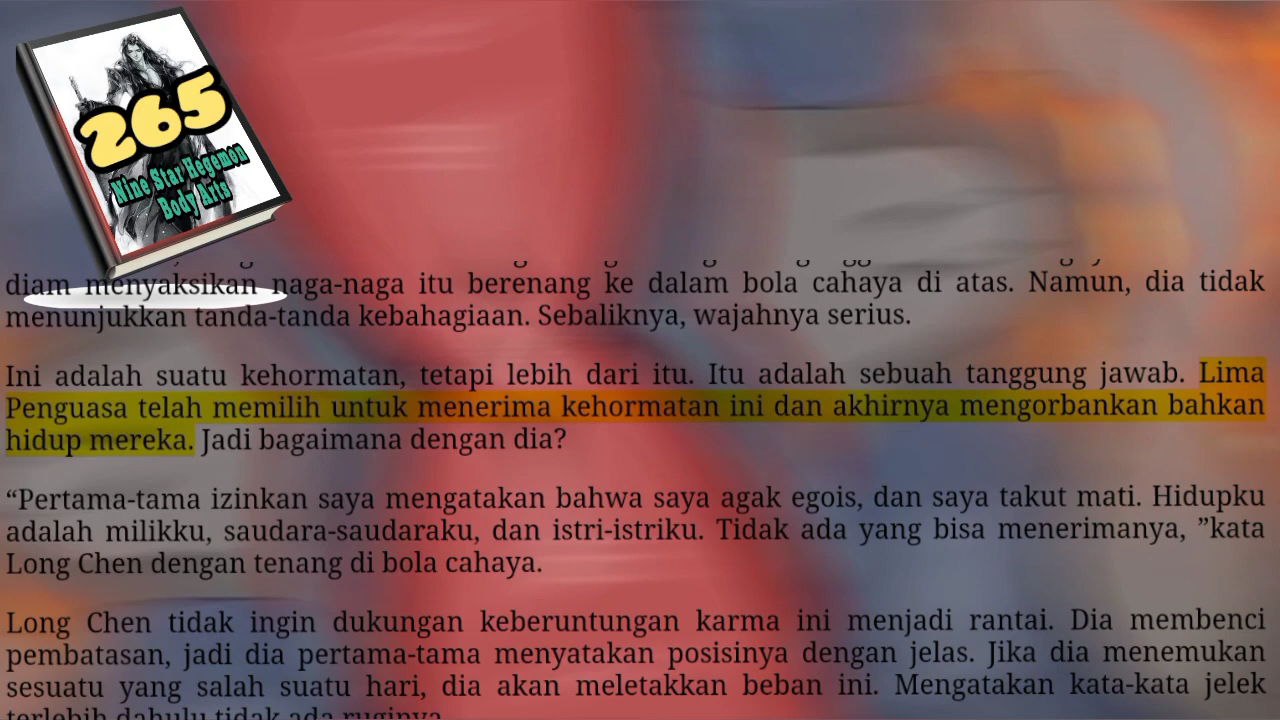 265
Nine Star Hegemon
Body Arts
diam menyaksikan naga-naga itu berenang ke dalam bola cahaya di atas. Namun, dia tidak
menunjukkan tanda-tanda kebahagiaan. Sebaliknya, wajahnya serius.
Ini adalah suatu kehormatan, tetapi lebih dari itu. Itu adalah sebuah tanggung jawab. Lima
Penguasa telah memilih untuk menerima kehormatan ini dan akhirnya mengorbankan bahkan
hidup mereka. Jadi bagaimana dengan dia?
“Pertama-tama izinkan saya mengatakan bahwa saya agak egois, dan saya takut mati. Hidupku
adalah milikku, saudara-saudaraku, dan istri-istriku. Tidak ada yang bisa menerimanya, ”kata
Long Chen dengan tenang di bola cahaya.
Long Chen tidak ingin dukungan keberuntungan karma ini menjadi rantai. Dia membenci
pembatasan, jadi dia pertama-tama menyatakan posisinya dengan jelas. Jika dia menemukan
sesuatu yang salah suatu hari, dia akan meletakkan beban ini. Mengatakan kata-kata jelek
terlebih dahulu tidak ada ruginya.